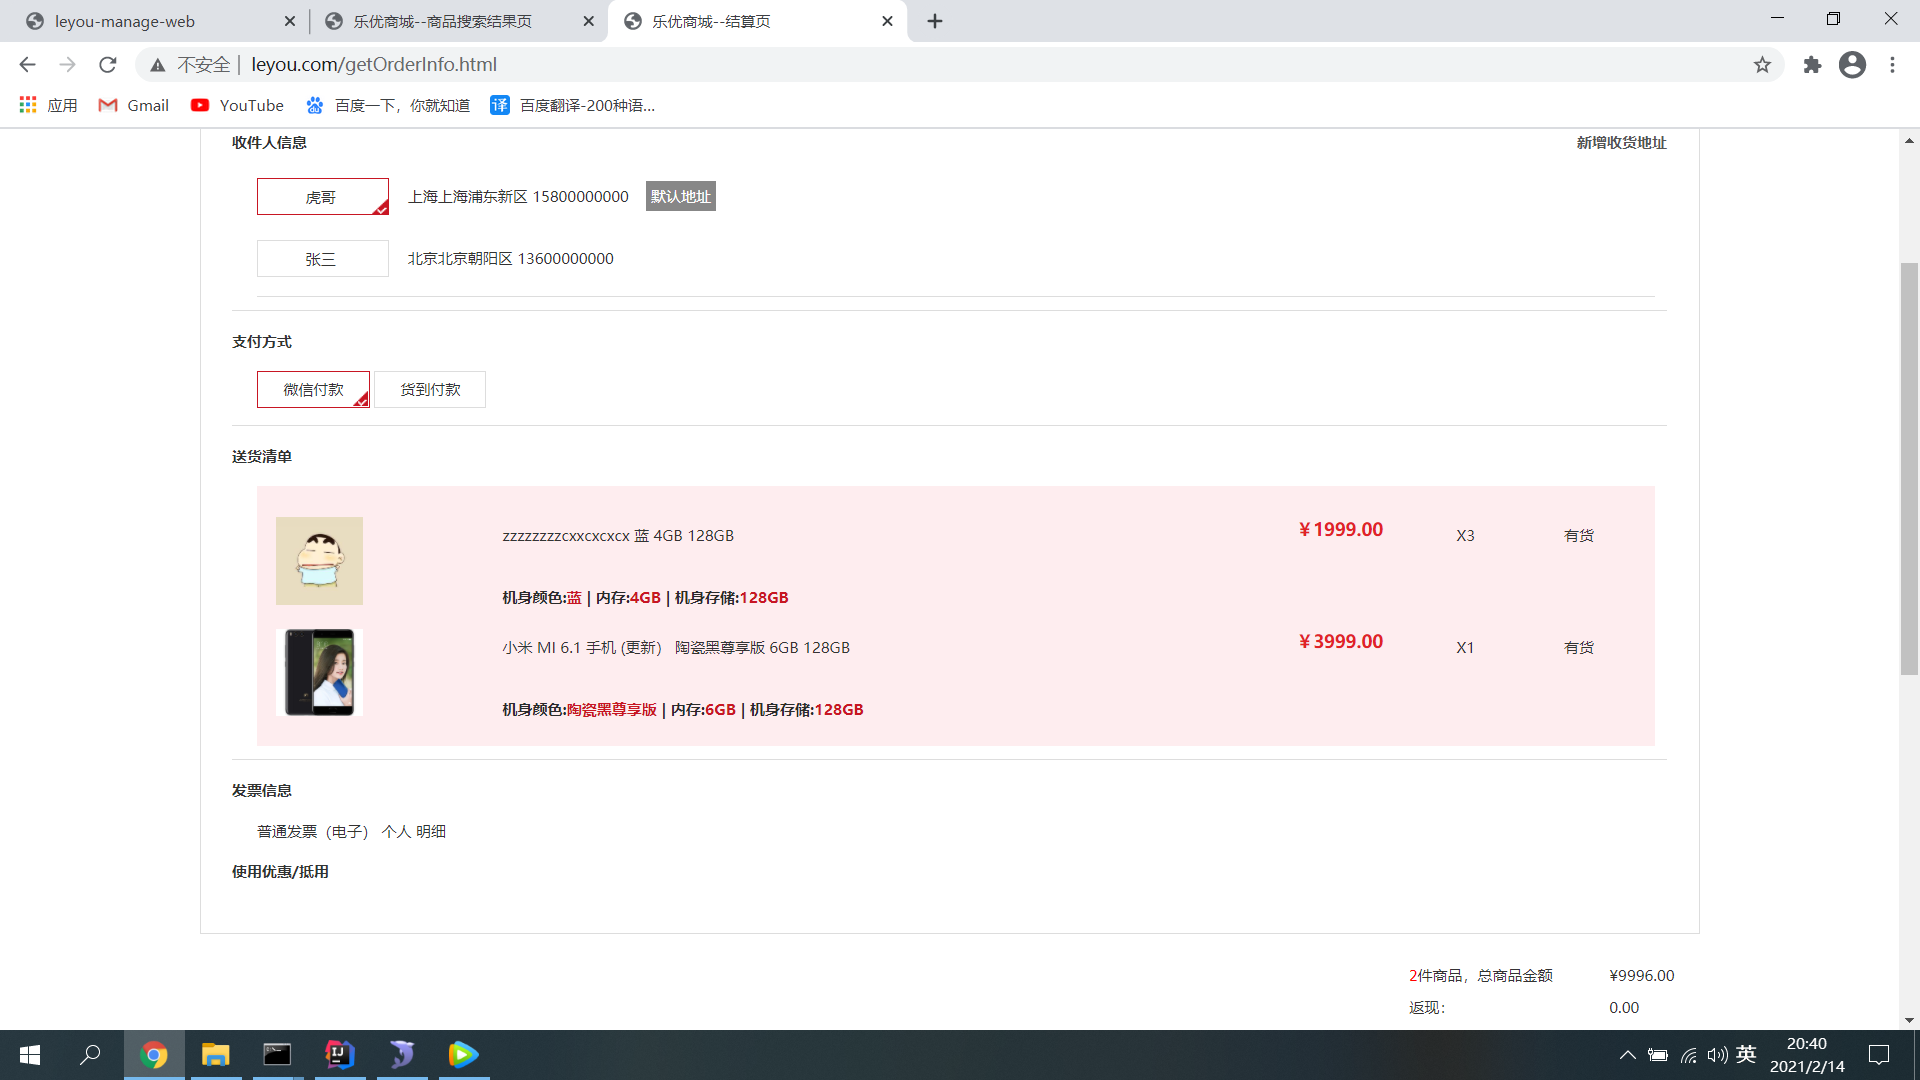 leyou-manage-web
乐优商城--商品搜索结果页
乐优商城--结算页
不安全 | leyou.com/getOrderInfo.html
应用
Gmail
YouTube
百度一下，你就知道
译 百度翻译-200种语...
收件人信息
新增收货地址
虎哥 上海上海浦东新区 15800000000 默认地址
张三 北京北京朝阳区 13600000000
支付方式
微信付款 货到付款
送货清单
zzzzzzzzcxxcxcxcx 蓝 4GB 128GB ￥1999.00 X3 有货
机身颜色:蓝 | 内存:4GB | 机身存储:128GB
小米 MI 6.1 手机 (更新） 陶瓷黑尊享版 6GB 128GB ￥3999.00 X1 有货
机身颜色:陶瓷黑尊享版 | 内存:6GB | 机身存储:128GB
发票信息
普通发票（电子） 个人 明细
使用优惠/抵用
2件商品，总商品金额 ¥9996.00
返现： 0.00
IJ
英
20:40
2021/2/14